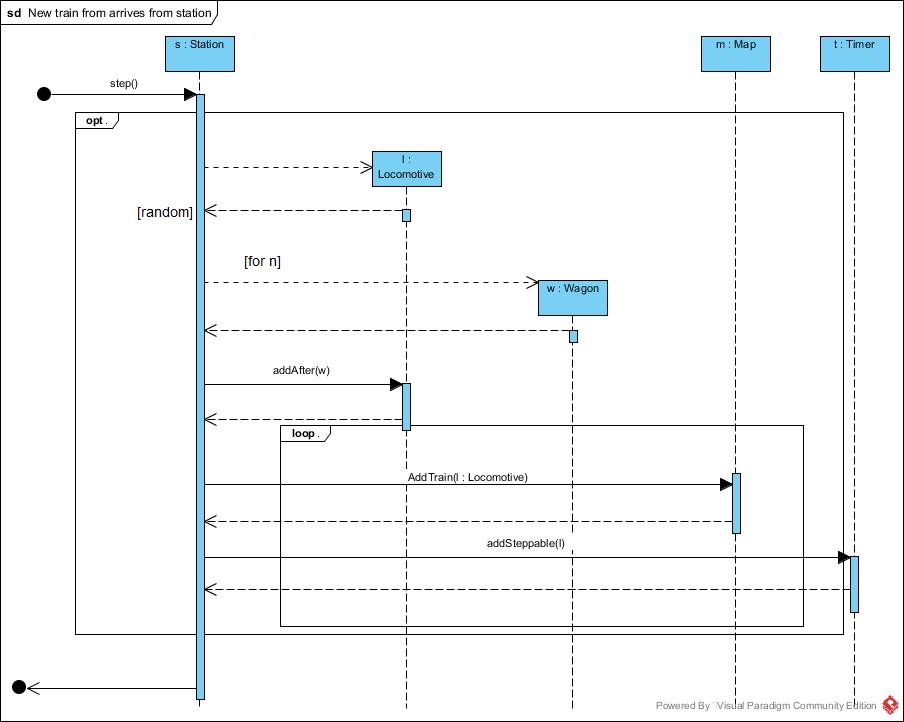 sd New train from arrives from station
s : Station
m : Map
t : Timer
step()
opt .
l :
Locomotive
[random]
[for n]
w : Wagon
addAfter(w)
loop .
AddTrain(l : Locomotive)
addSteppable(l)
Powered By Visual Paradigm Community Edition